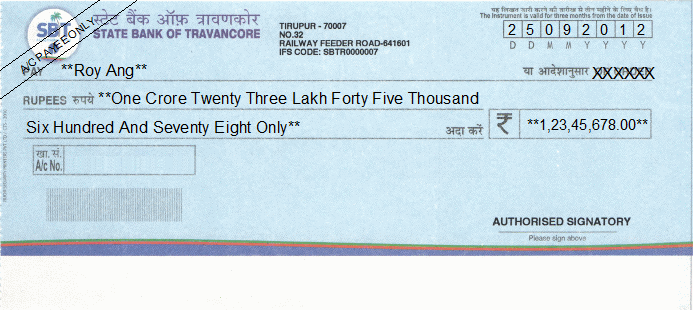 A/C PAYEE ONLY
SBT
स्टेट बैंक ऑफ़ त्रावणकोर
STATE BANK OF TRAVANCORE
TIRUPUR - 70007
NO.32
RAILWAY FEEDER ROAD-641601
IFS CODE: SBTR0000007
यह लिखत जारी करने की तारीख से तीन महीने के लिए वैध है।
The Instrument is valid for three months from the date of Issue
2 5 0 9 2 0 1 2
D D M M Y Y Y Y
PAY **Roy Ang**
या आदेशानुसार XXXXXX
RUPEES रुपये **One Crore Twenty Three Lakh Forty Five Thousand
Six Hundred And Seventy Eight Only**
अदा करें ₹ **1,23,45,678.00**
खा. सं.
A/c No.
AUTHORISED SIGNATORY
Please sign above